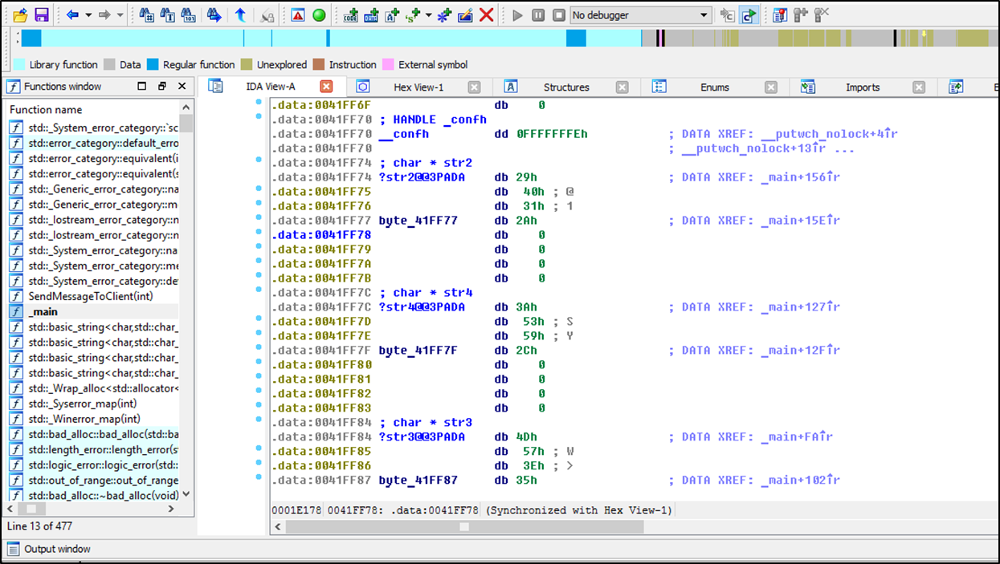 No debugger
Library function Data Regular function Unexplored Instruction External symbol
Functions window
IDA View-A Hex View-1 Structures Enums Imports E
Function name
std::_System_error_category::`sc
std::error_category::default_erro
std::error_category::equivalent(i
std::error_category::equivalent(s
std::_Generic_error_category::na
std::_Generic_error_category::m
std::_Iostream_error_category::n
std::_Iostream_error_category::n
std::_System_error_category::na
std::_System_error_category::me
std::_System_error_category::de
SendMessageToClient(int)
_main
std::basic_string<char,std::char_
std::basic_string<char,std::char_
std::basic_string<char,std::char_
std::basic_string<char,std::char_
std::_Wrap_alloc<std::allocator<
std::_Syserror_map(int)
std::_Winerror_map(int)
std::bad_alloc::bad_alloc(std::ba
std::length_error::length_error(st
std::logic_error::logic_error(std::
std::out_of_range::out_of_range
std::bad_alloc::~bad_alloc(void)
Line 13 of 477
.data:0041FF6F db 0
.data:0041FF70 ; HANDLE _confh
.data:0041FF70 __confh dd 0FFFFFFFEh ; DATA XREF: __putwch_nolock+4↑r
.data:0041FF70 ; __putwch_nolock+13↑r ...
.data:0041FF74 ; char * str2
.data:0041FF74 ?str2@@3PADA db 29h ; DATA XREF: _main+156↑r
.data:0041FF75 db 40h ; @
.data:0041FF76 db 31h ; 1
.data:0041FF77 byte_41FF77 db 2Ah ; DATA XREF: _main+15E↑r
.data:0041FF78 db 0
.data:0041FF79 db 0
.data:0041FF7A db 0
.data:0041FF7B db 0
.data:0041FF7C ; char * str4
.data:0041FF7C ?str4@@3PADA db 3Ah ; DATA XREF: _main+127↑r
.data:0041FF7D db 53h ; S
.data:0041FF7E db 59h ; Y
.data:0041FF7F byte_41FF7F db 2Ch ; DATA XREF: _main+12F↑r
.data:0041FF80 db 0
.data:0041FF81 db 0
.data:0041FF82 db 0
.data:0041FF83 db 0
.data:0041FF84 ; char * str3
.data:0041FF84 ?str3@@3PADA db 4Dh ; DATA XREF: _main+FA↑r
.data:0041FF85 db 57h ; W
.data:0041FF86 db 3Eh ; >
.data:0041FF87 byte_41FF87 db 35h ; DATA XREF: _main+102↑r
0001E178 0041FF78: .data:0041FF78 (Synchronized with Hex View-1)
Output window